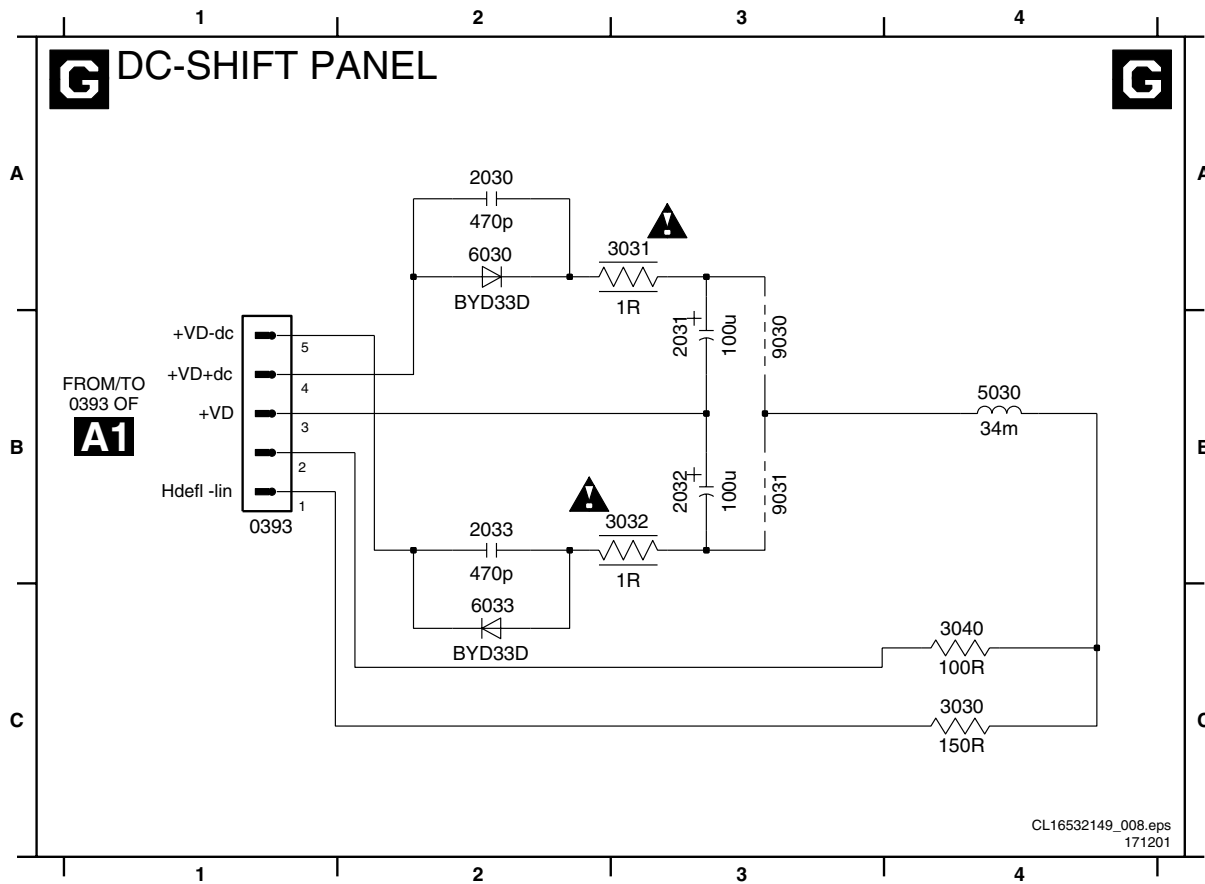 1 2 3 4
G DC-SHIFT PANEL G
A A
2030
470p
6030
BYD33D
3031
1R
+VD-dc 5
+VD+dc 4
+VD 3
2
Hdefl -lin 1
0393
FROM/TO
0393 OF
A1
2031
100u
9030
B B
5030
34m
2032
100u
9031
2033
470p
3032
1R
6033
BYD33D
3040
100R
C C
3030
150R
CL16532149_008.eps
171201
1 2 3 4